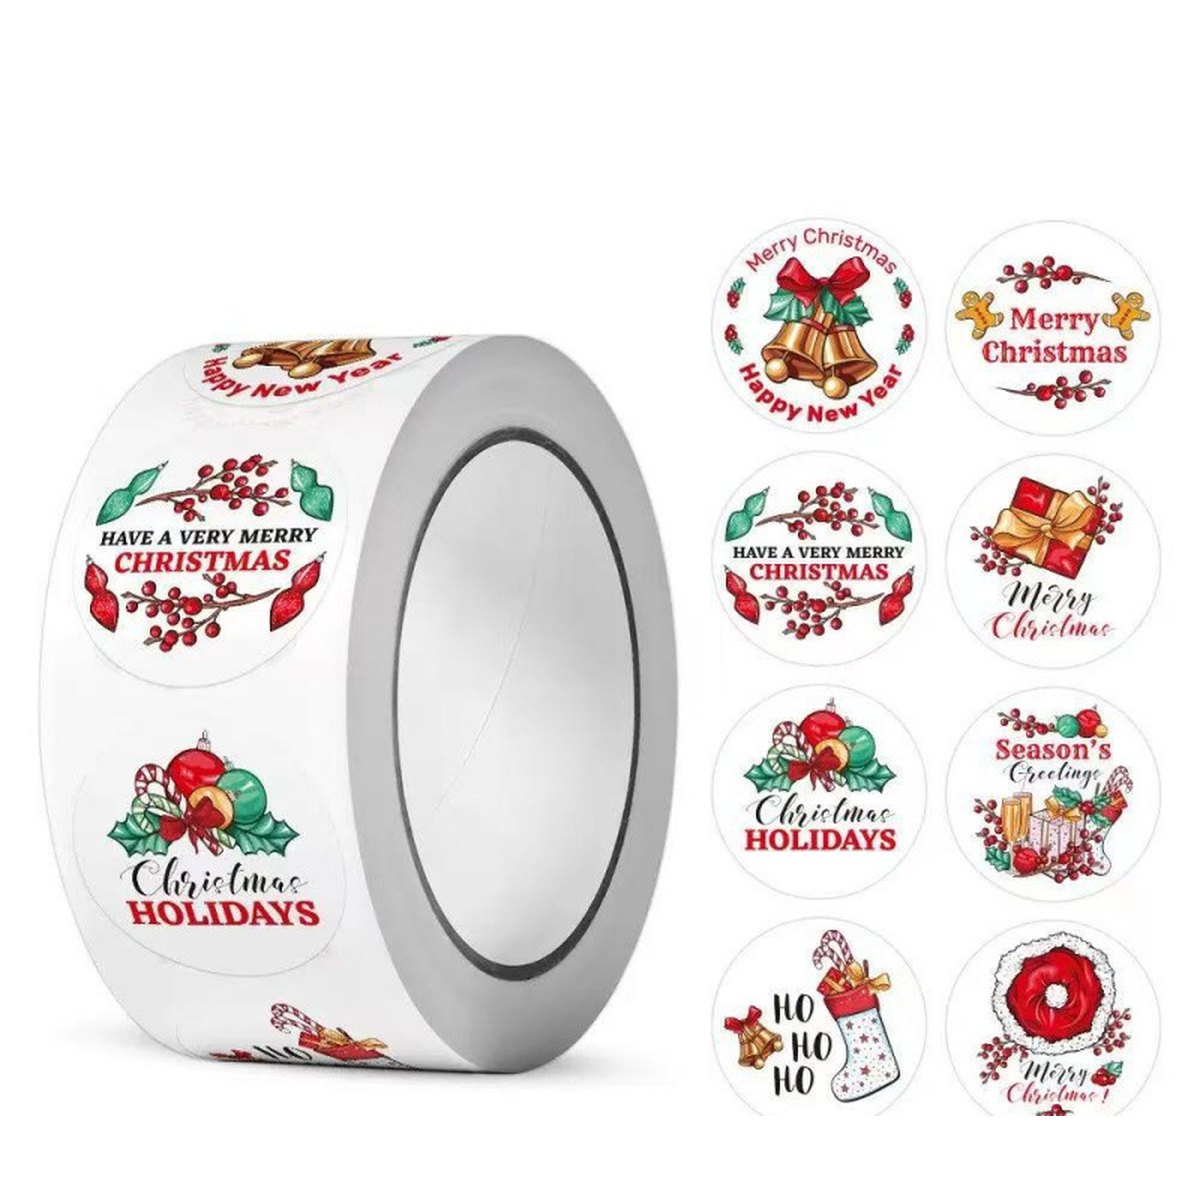 Happy New Year
HAVE A VERY MERRY
CHRISTMAS
Christmas
HOLIDAYS
Ho
Merry Christmas
Happy New Year
Merry
Christmas
HAVE A VERY MERRY
CHRISTMAS
Merry
Christmas
Christmas
HOLIDAYS
Season's
Greetings
HO
HO
HO
Merry
Christmas!